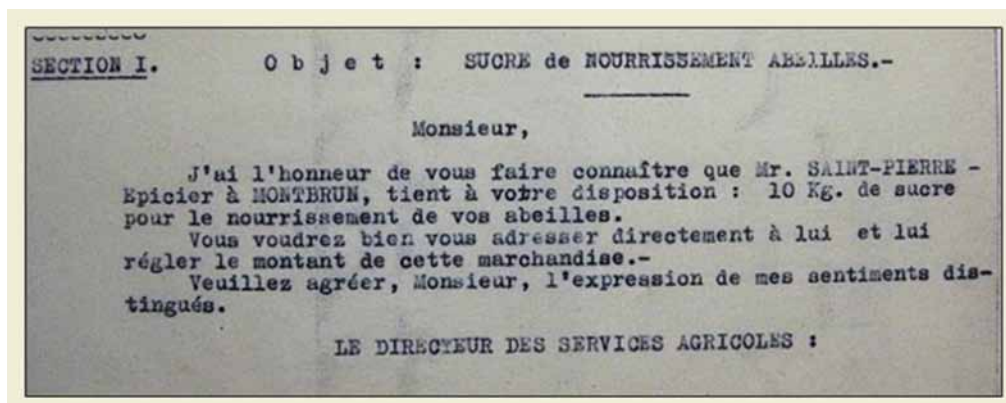 SECTION I. O b j e t : SUCRE de NOURRISSEMENT ABEILLES.-
Monsieur,
J'ai l'honneur de vous faire connaître que Mr. SAINT-PIERRE -
Epicier à MONTBRUN, tient à votre disposition : 10 Kg. de sucre
pour le nourrissement de vos abeilles.
Vous voudrez bien vous adresser directement à lui et lui
régler le montant de cette marchandise.-
Veuillez agréer, Monsieur, l'expression de mes sentiments dis-
tingués.
LE DIRECTEUR DES SERVICES AGRICOLES :